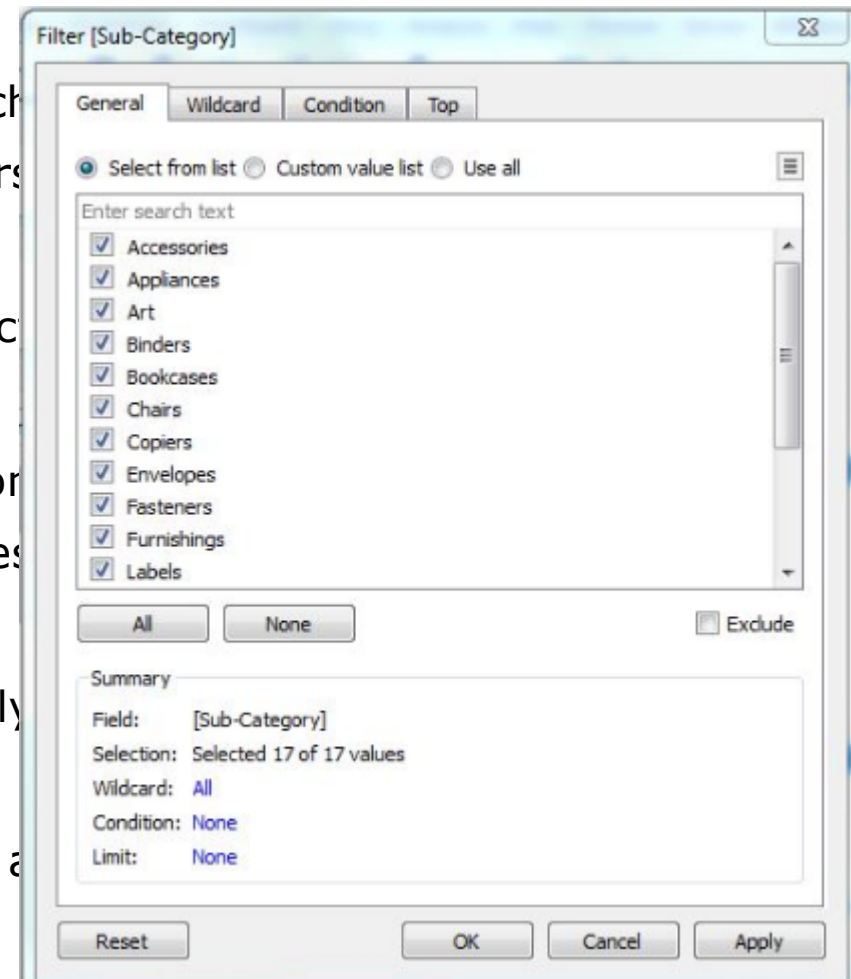 Filter [Sub-Category]
General Wildcard Condition Top
Select from list Custom value list Use all
Enter search text
Accessories
Appliances
Art
Binders
Bookcases
Chairs
Copiers
Envelopes
Fasteners
Furnishings
Labels
All None Exclude
Summary
Field: [Sub-Category]
Selection: Selected 17 of 17 values
Wildcard: All
Condition: None
Limit: None
Reset OK Cancel Apply